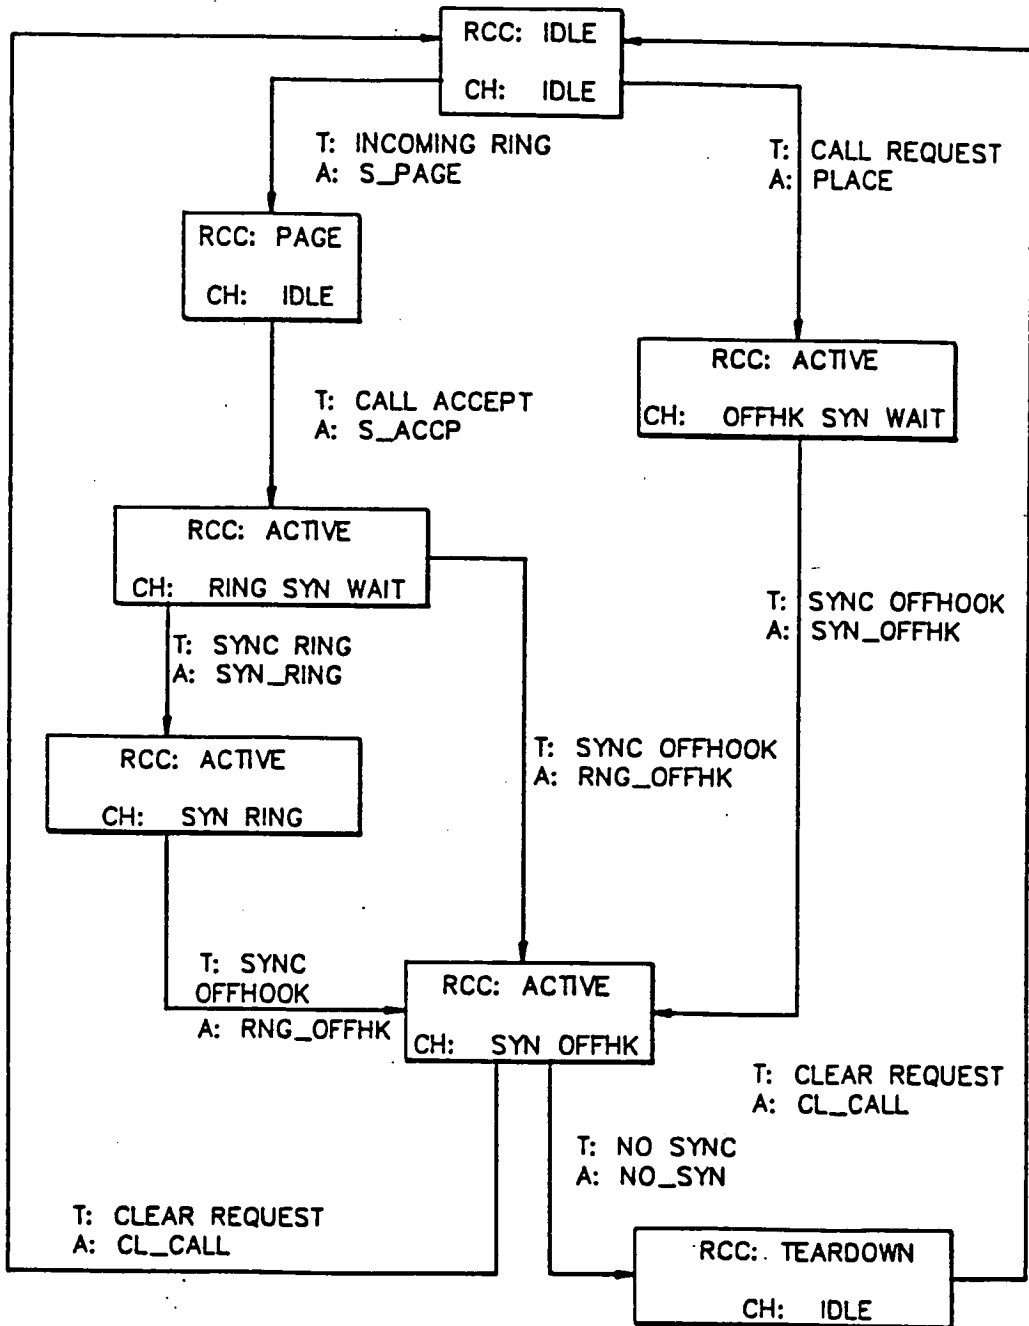 RCC: IDLE
CH: IDLE
T: INCOMING RING
A: S_PAGE
T: CALL REQUEST
A: PLACE
RCC: PAGE
CH: IDLE
RCC: ACTIVE
CH: OFFHK SYN WAIT
T: CALL ACCEPT
A: S_ACCP
RCC: ACTIVE
CH: RING SYN WAIT
T: SYNC OFFHOOK
A: SYN_OFFHK
T: SYNC RING
A: SYN_RING
RCC: ACTIVE
CH: SYN RING
T: SYNC OFFHOOK
A: RNG_OFFHK
T: SYNC
OFFHOOK
A: RNG_OFFHK
RCC: ACTIVE
CH: SYN OFFHK
T: CLEAR REQUEST
A: CL_CALL
T: NO SYNC
A: NO_SYN
T: CLEAR REQUEST
A: CL_CALL
RCC: TEARDOWN
CH: IDLE